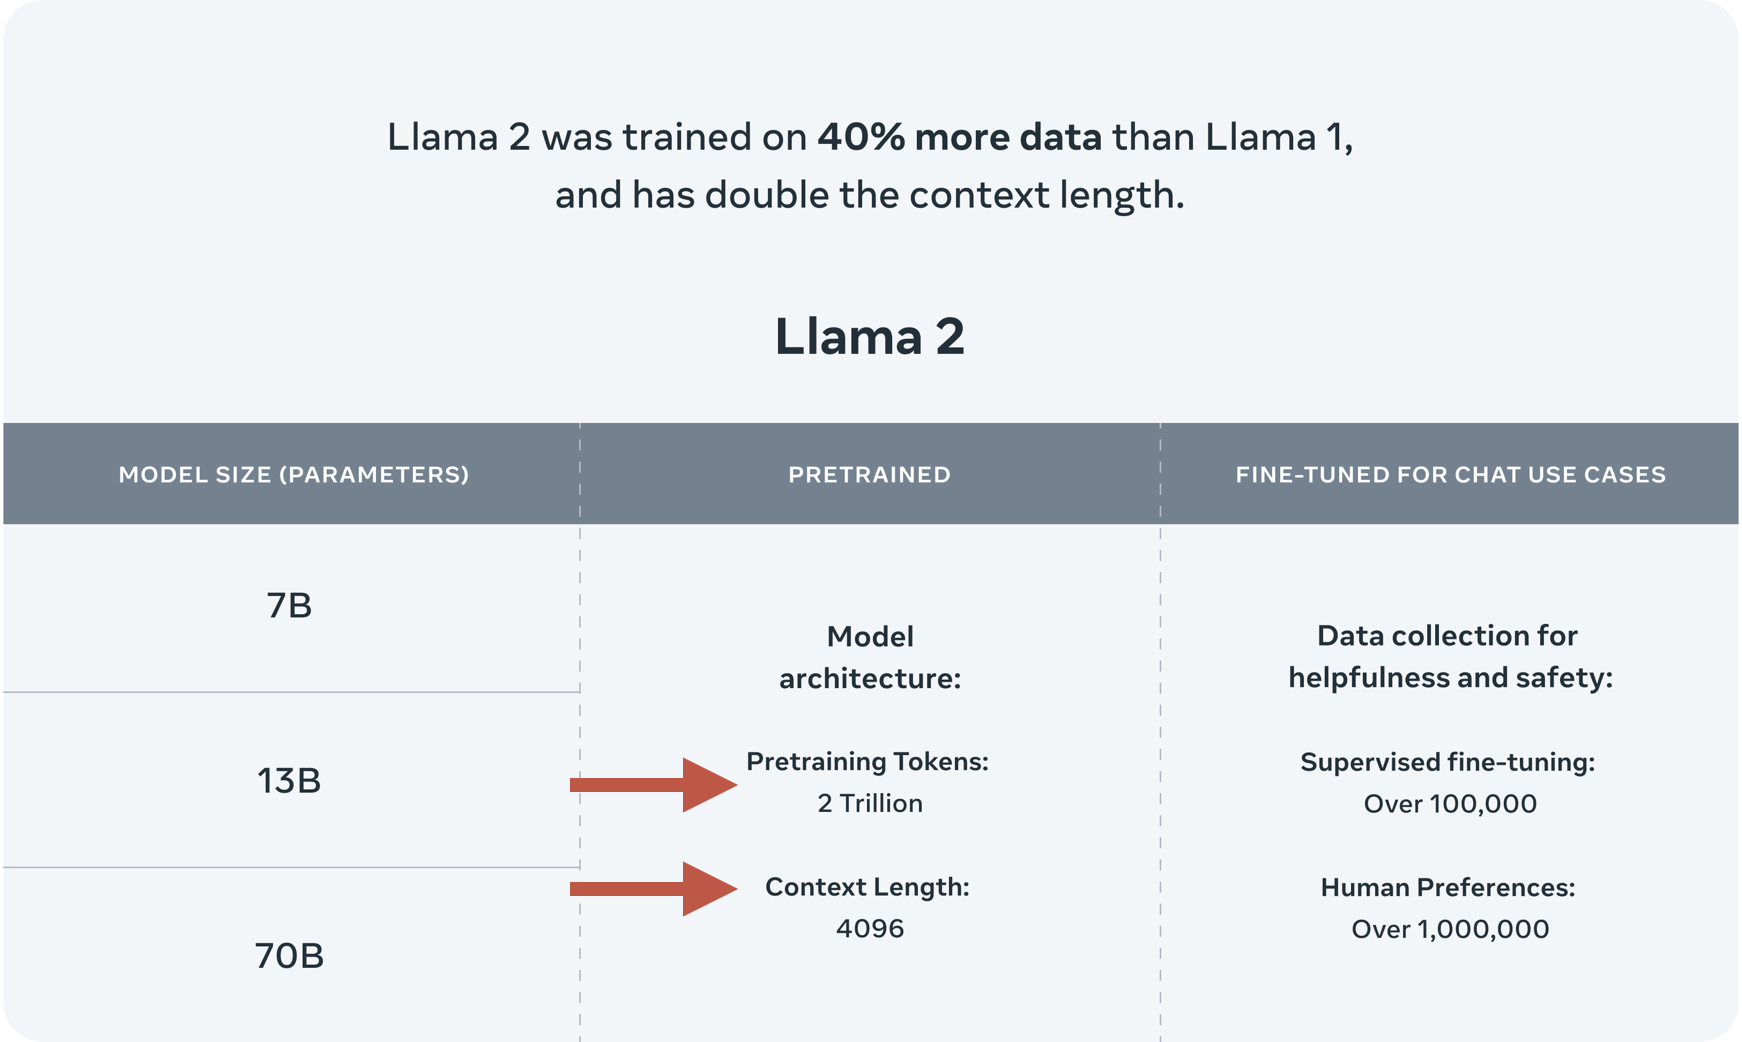 Llama 2 was trained on 40% more data than Llama 1,
and has double the context length.
Llama 2
MODEL SIZE (PARAMETERS)
PRETRAINED
FINE-TUNED FOR CHAT USE CASES
7B
13B
70B
Model
architecture:
Pretraining Tokens:
2 Trillion
Context Length:
4096
Data collection for
helpfulness and safety:
Supervised fine-tuning:
Over 100,000
Human Preferences:
Over 1,000,000